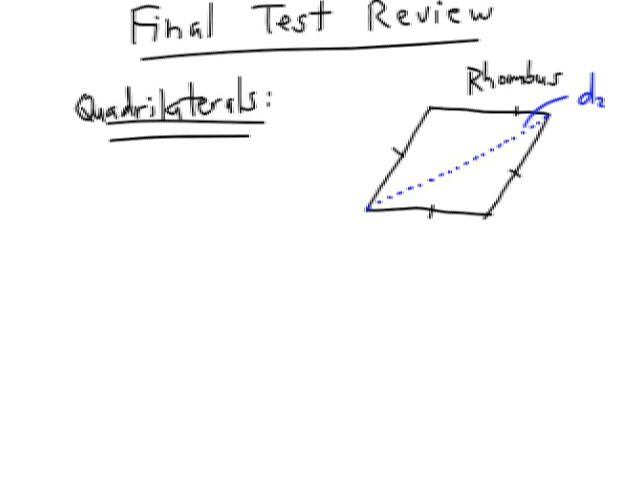 Final Test Review
Quadrilaterals:
Rhombus
d₂